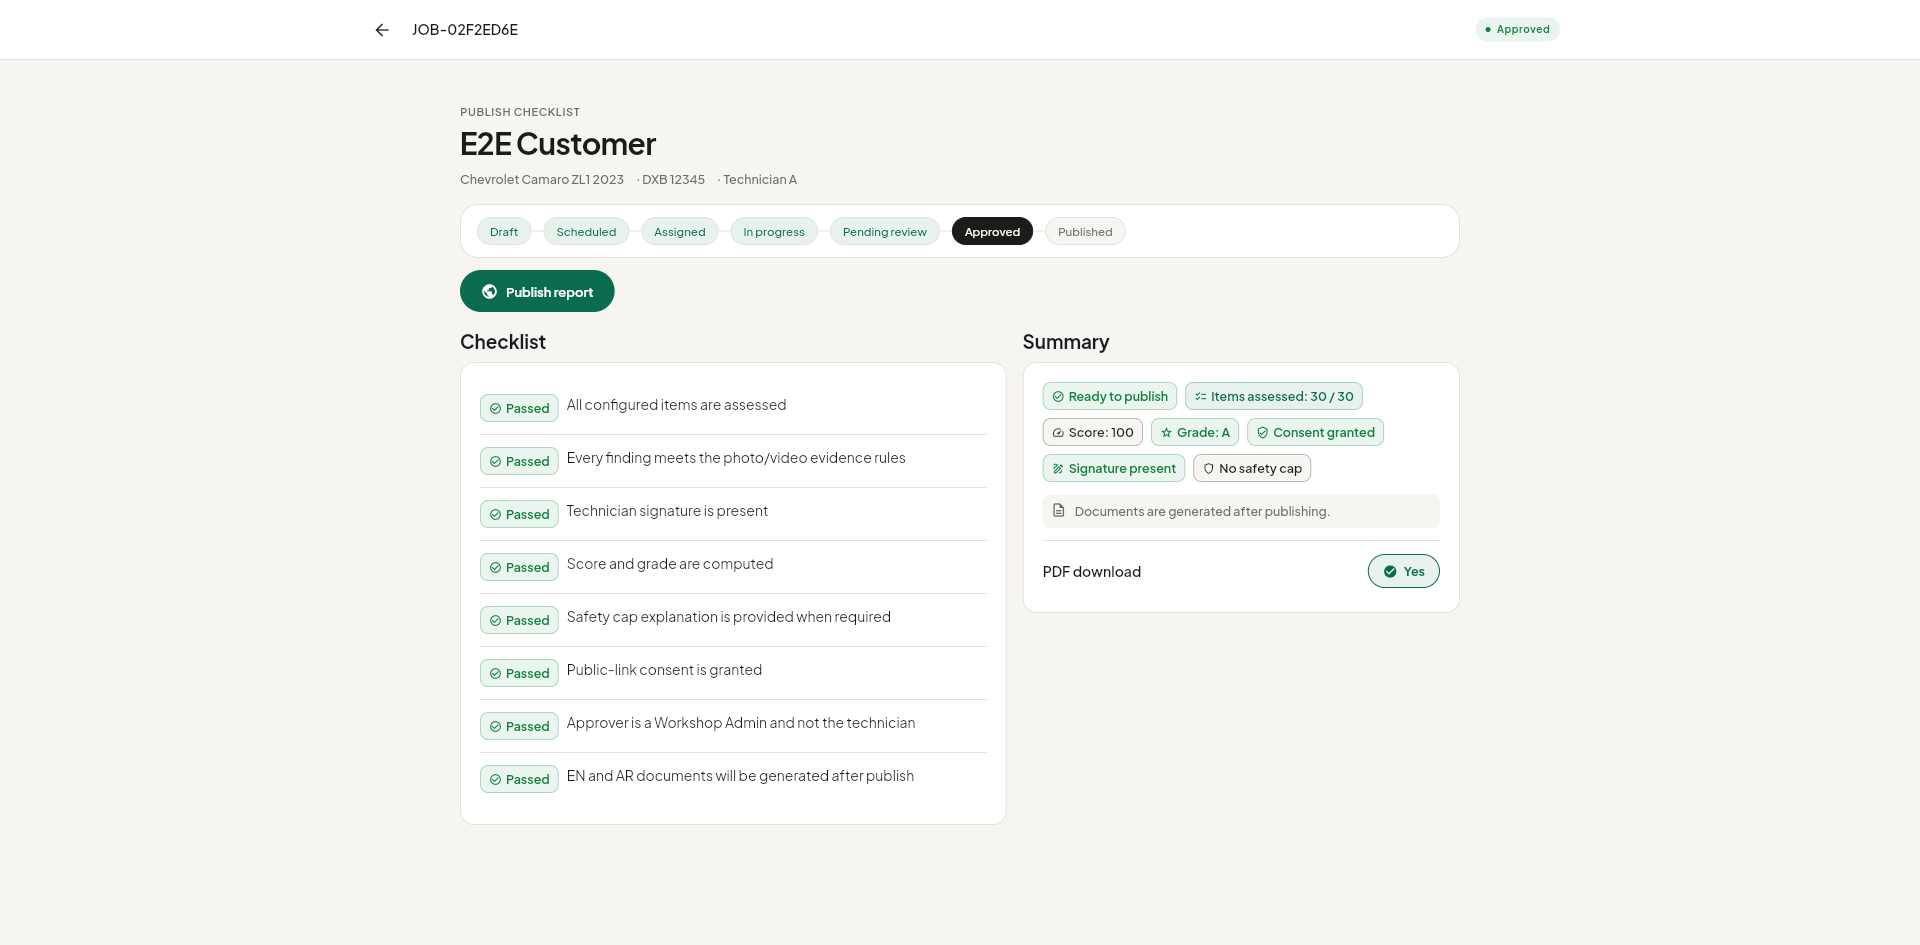 JOB-02F2ED6E
Approved
PUBLISH CHECKLIST
E2E Customer
Chevrolet Camaro ZL1 2023 · DXB 12345 · Technician A
Draft Scheduled Assigned In progress Pending review Approved Published
Publish report
Checklist
Passed All configured items are assessed
Passed Every finding meets the photo/video evidence rules
Passed Technician signature is present
Passed Score and grade are computed
Passed Safety cap explanation is provided when required
Passed Public-link consent is granted
Passed Approver is a Workshop Admin and not the technician
Passed EN and AR documents will be generated after publish
Summary
Ready to publish Items assessed: 30 / 30
Score: 100 Grade: A Consent granted
Signature present No safety cap
Documents are generated after publishing.
PDF download Yes